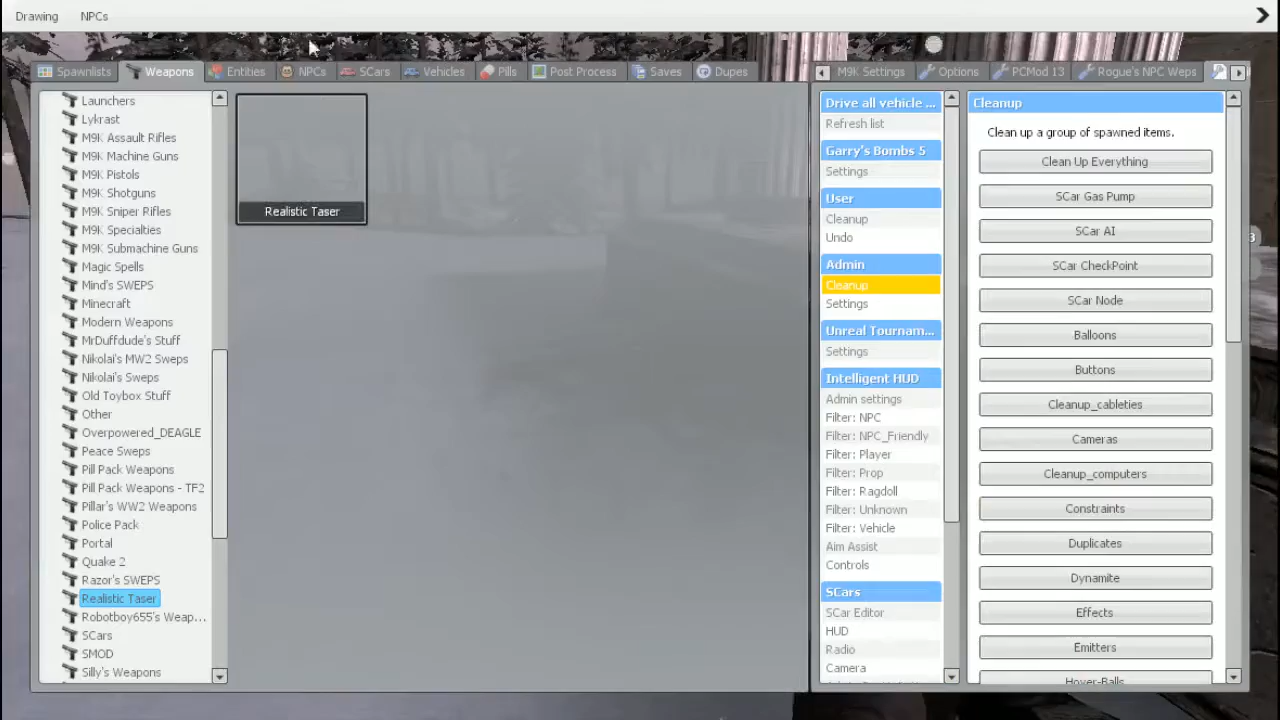 Drawing NPCs
Spawnlists Weapons Entities NPCs SCars Vehicles Pills Post Process Saves Dupes
M9K Settings Options PCMod 13 Rogue's NPC Weps
Launchers
Lykrast
M9K Assault Rifles
M9K Machine Guns
M9K Pistols
M9K Shotguns
M9K Sniper Rifles
M9K Specialties
M9K Submachine Guns
Magic Spells
Mind's SWEPS
Minecraft
Modern Weapons
MrDuffdude's Stuff
Nikolai's MW2 Sweps
Nikolai's Sweps
Old Toybox Stuff
Other
Overpowered_DEAGLE
Peace Sweps
Pill Pack Weapons
Pill Pack Weapons - TF2
Pillar's WW2 Weapons
Police Pack
Portal
Quake 2
Razor's SWEPS
Realistic Taser
Robotboy655's Weap...
SCars
SMOD
Silly's Weapons
Realistic Taser
Drive all vehicle ...
Refresh list
Garry's Bombs 5
Settings
User
Cleanup
Undo
Admin
Cleanup
Settings
Unreal Tournam...
Settings
Intelligent HUD
Admin settings
Filter: NPC
Filter: NPC_Friendly
Filter: Player
Filter: Prop
Filter: Ragdoll
Filter: Unknown
Filter: Vehicle
Aim Assist
Controls
SCars
SCar Editor
HUD
Radio
Camera
Cleanup
Clean up a group of spawned items.
Clean Up Everything
SCar Gas Pump
SCar AI
SCar CheckPoint
SCar Node
Balloons
Buttons
Cleanup_cableties
Cameras
Cleanup_computers
Constraints
Duplicates
Dynamite
Effects
Emitters
Hover-Balls
3